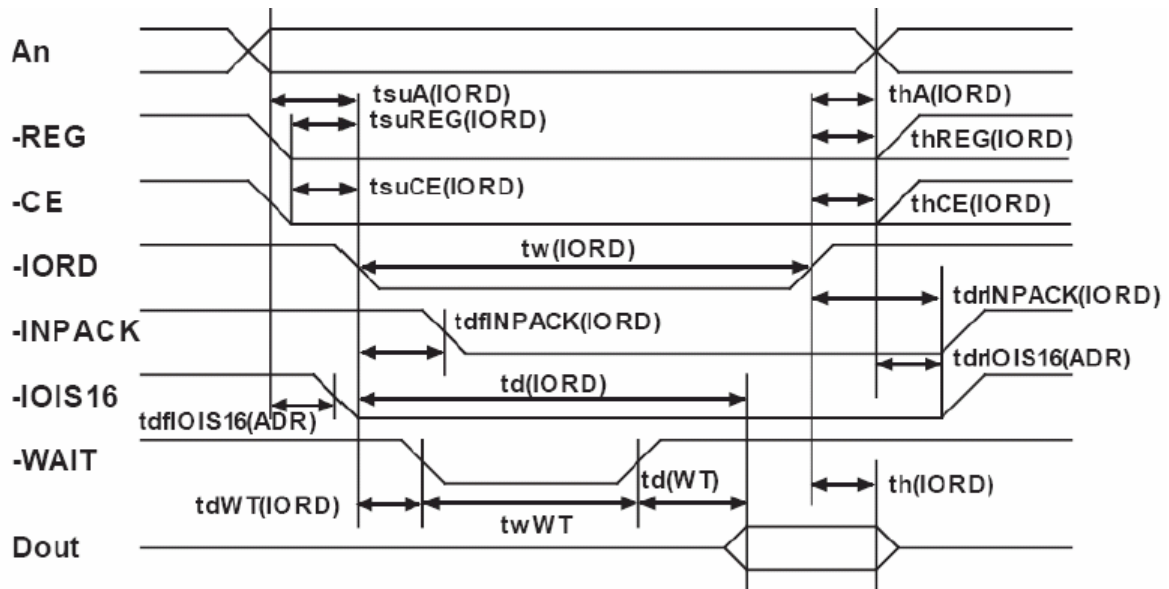 An
tsuA(IORD)
thA(IORD)
tsuREG(IORD)
-REG
thREG(IORD)
tsuCE(IORD)
-CE
thCE(IORD)
tw(IORD)
-IORD
tdrINPACK(IORD)
tdfINPACK(IORD)
-INPACK
tdrIOIS16(ADR)
td(IORD)
-IOIS16
tdfIOIS16(ADR)
-WAIT
td(WT)
th(IORD)
tdWT(IORD)
twWT
Dout